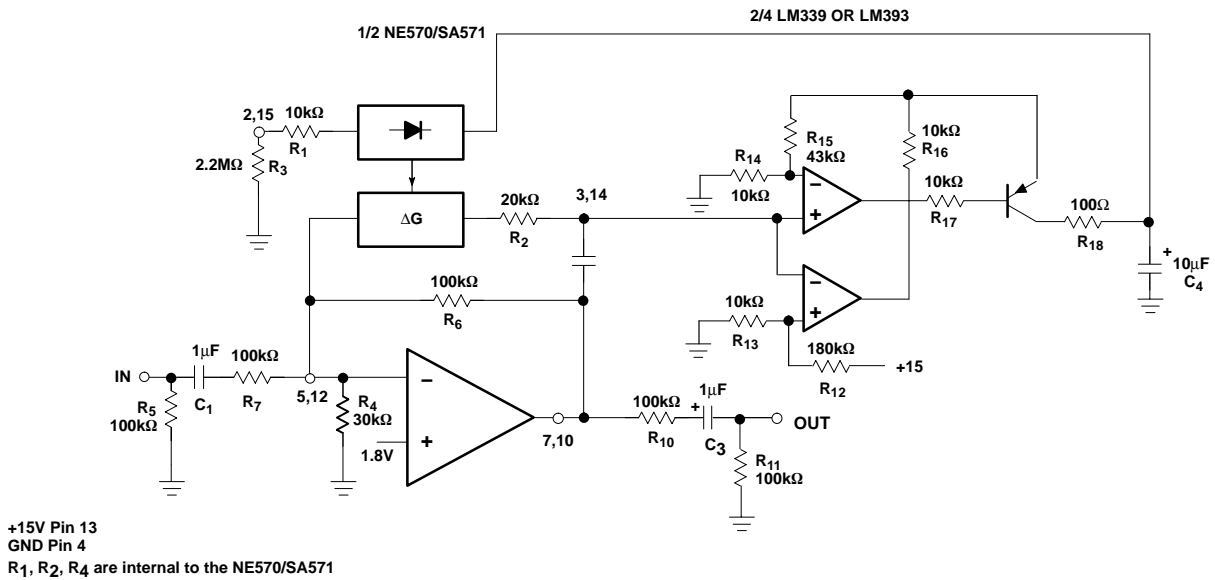 2/4 LM339 OR LM393
1/2 NE570/SA571
2,15
10kΩ
R1
2.2MΩ
R3
ΔG
20kΩ
R2
3,14
R14
10kΩ
R15
43kΩ
10kΩ
R16
10kΩ
R17
100Ω
R18
+
10μF
C4
−
+
−
+
10kΩ
R13
180kΩ
R12
+15
100kΩ
R6
IN
R5
100kΩ
1μF
C1
100kΩ
R7
5,12
R4
30kΩ
1.8V
−
+
7,10
100kΩ
R10
1μF
+
C3
OUT
R11
100kΩ
+15V Pin 13
GND Pin 4
R1, R2, R4 are internal to the NE570/SA571